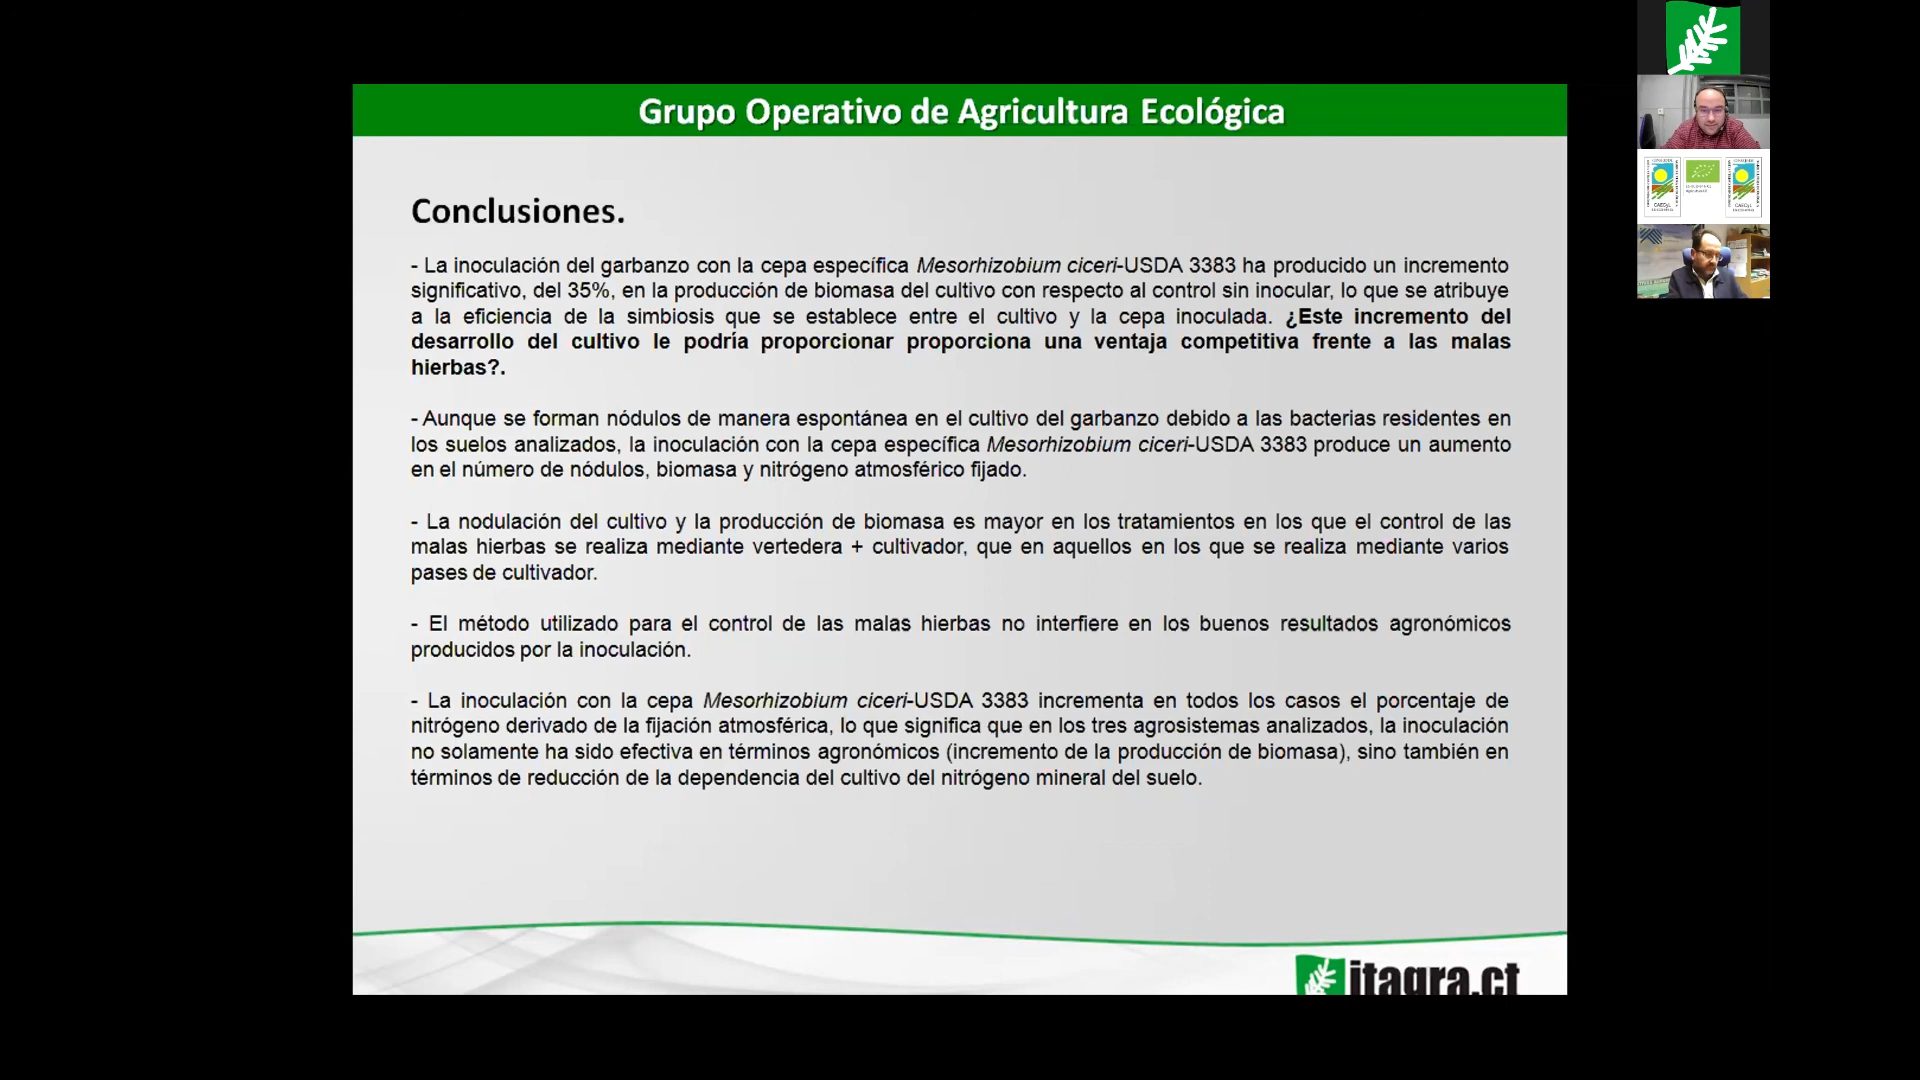 Grupo Operativo de Agricultura Ecológica
Conclusiones.
- La inoculación del garbanzo con la cepa específica Mesorhizobium ciceri-USDA 3383 ha producido un incremento
significativo, del 35%, en la producción de biomasa del cultivo con respecto al control sin inocular, lo que se atribuye
a la eficiencia de la simbiosis que se establece entre el cultivo y la cepa inoculada. ¿Este incremento del
desarrollo del cultivo le podría proporcionar proporciona una ventaja competitiva frente a las malas
hierbas?.
- Aunque se forman nódulos de manera espontánea en el cultivo del garbanzo debido a las bacterias residentes en
los suelos analizados, la inoculación con la cepa específica Mesorhizobium ciceri-USDA 3383 produce un aumento
en el número de nódulos, biomasa y nitrógeno atmosférico fijado.
- La nodulación del cultivo y la producción de biomasa es mayor en los tratamientos en los que el control de las
malas hierbas se realiza mediante vertedera + cultivador, que en aquellos en los que se realiza mediante varios
pases de cultivador.
- El método utilizado para el control de las malas hierbas no interfiere en los buenos resultados agronómicos
producidos por la inoculación.
- La inoculación con la cepa Mesorhizobium ciceri-USDA 3383 incrementa en todos los casos el porcentaje de
nitrógeno derivado de la fijación atmosférica, lo que significa que en los tres agrosistemas analizados, la inoculación
no solamente ha sido efectiva en términos agronómicos (incremento de la producción de biomasa), sino también en
términos de reducción de la dependencia del cultivo del nitrógeno mineral del suelo.
itagra.ct
CAECyL
CAECyL